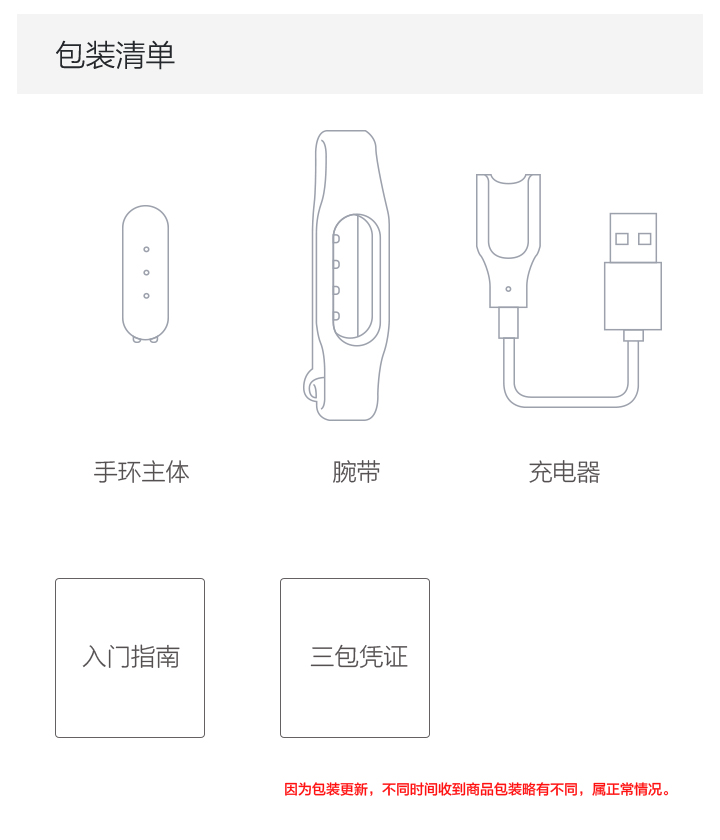 包装清单
手环主体
腕带
充电器
入门指南
三包凭证
因为包装更新，不同时间收到商品包装略有不同，属正常情况。